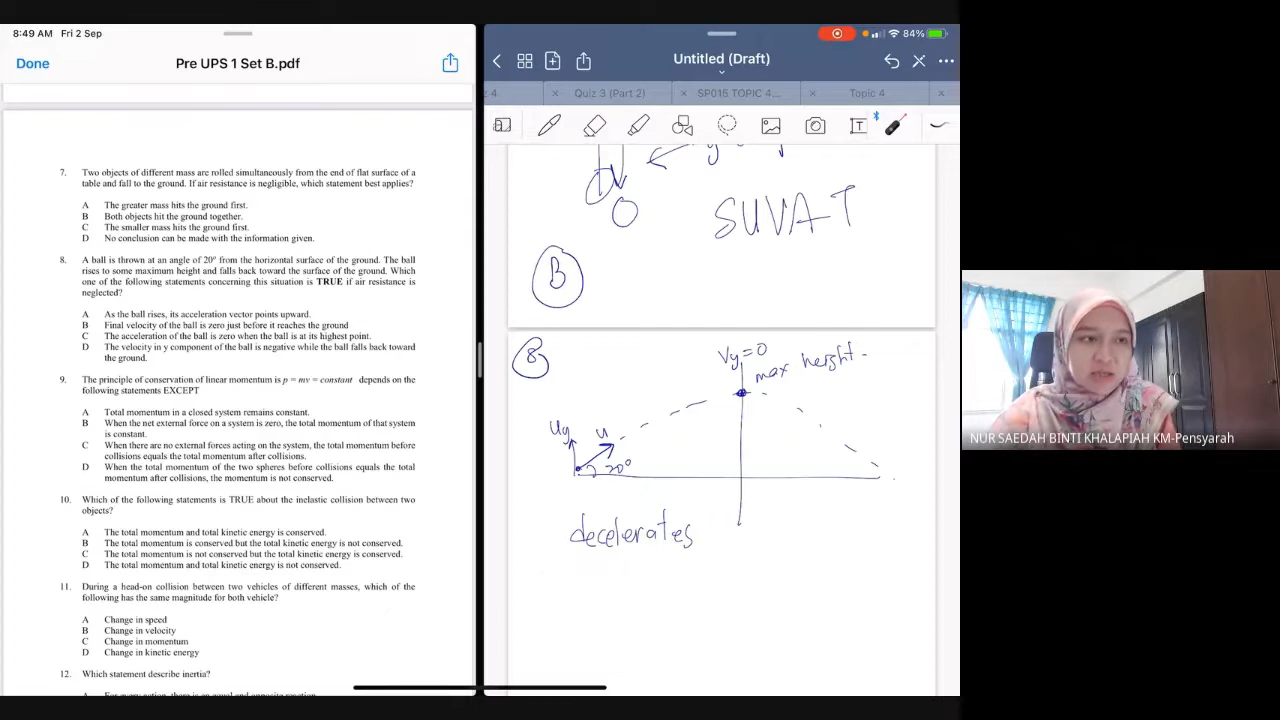 8:49 AM Fri 2 Sep
84%
Done
Pre UPS 1 Set B.pdf
Untitled (Draft)
z 4
Quiz 3 (Part 2)
SP015 TOPIC 4...
Topic 4
7. Two objects of different mass are rolled simultaneously from the end of flat surface of a
table and fall to the ground. If air resistance is negligible, which statement best applies?
A The greater mass hits the ground first.
B Both objects hit the ground together.
C The smaller mass hits the ground first.
D No conclusion can be made with the information given.
8. A ball is thrown at an angle of 20° from the horizontal surface of the ground. The ball
rises to some maximum height and falls back toward the surface of the ground. Which
one of the following statements concerning this situation is TRUE if air resistance is
neglected?
A As the ball rises, its acceleration vector points upward.
B Final velocity of the ball is zero just before it reaches the ground
C The acceleration of the ball is zero when the ball is at its highest point.
D The velocity in y component of the ball is negative while the ball falls back toward
the ground.
9. The principle of conservation of linear momentum is p = mv = constant depends on the
following statements EXCEPT
A Total momentum in a closed system remains constant.
B When the net external force on a system is zero, the total momentum of that system
is constant.
C When there are no external forces acting on the system, the total momentum before
collisions equals the total momentum after collisions.
D When the total momentum of the two spheres before collisions equals the total
momentum after collisions, the momentum is not conserved.
10. Which of the following statements is TRUE about the inelastic collision between two
objects?
A The total momentum and total kinetic energy is conserved.
B The total momentum is conserved but the total kinetic energy is not conserved.
C The total momentum is not conserved but the total kinetic energy is conserved.
D The total momentum and total kinetic energy is not conserved.
11. During a head-on collision between two vehicles of different masses, which of the
following has the same magnitude for both vehicle?
A Change in speed
B Change in velocity
C Change in momentum
D Change in kinetic energy
12. Which statement describe inertia?
A For every action, there is an equal and opposite reaction
SUVAT
B
8
Vy=0
max height
uy
u
20°
decelerates
NUR SAEDAH BINTI KHALAPIAH KM-Pensyarah